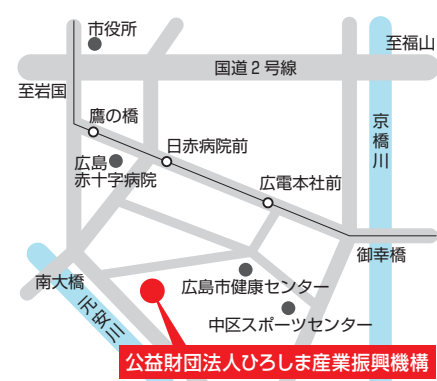 市役所
至福山
国道2号線
至岩国
鷹の橋
京橋川
日赤病院前
広島
赤十字病院
広電本社前
御幸橋
南大橋
広島市健康センター
元安川
中区スポーツセンター
公益財団法人ひろしま産業振興機構